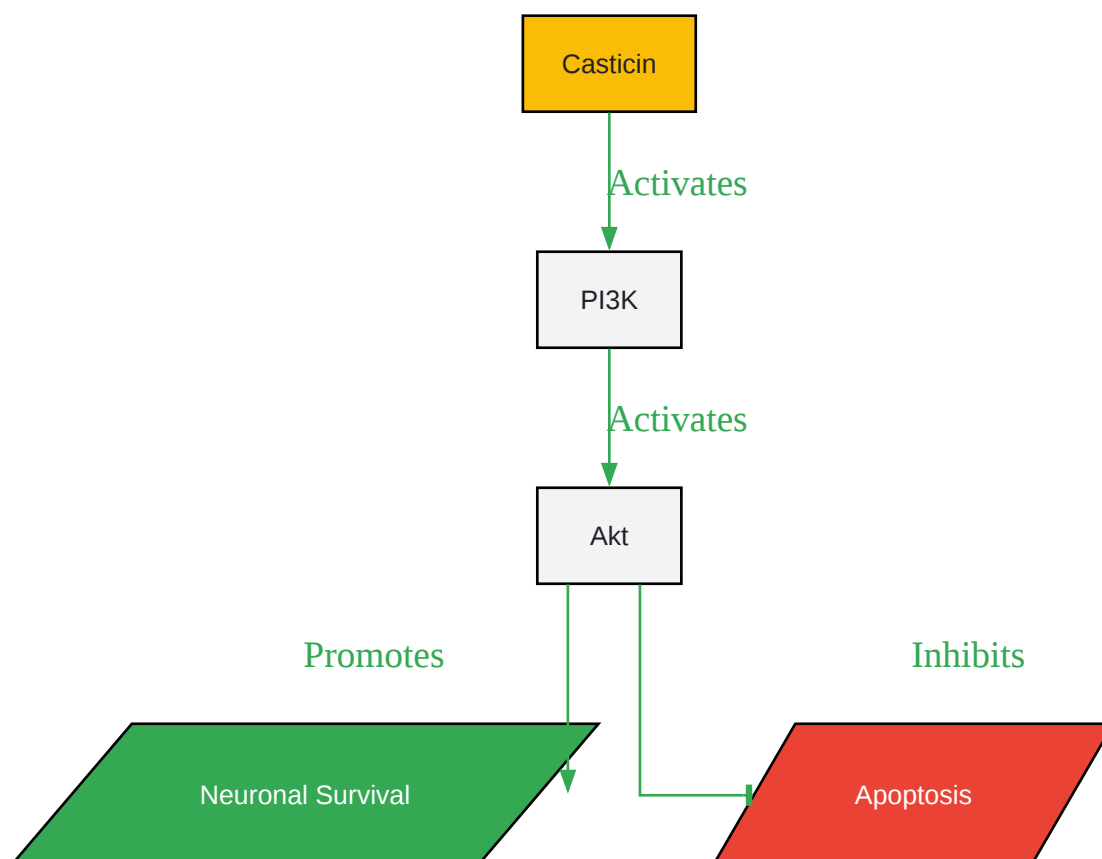 Casticin
Activates
PI3K
Activates
Akt
Promotes
Inhibits
Neuronal Survival
Apoptosis